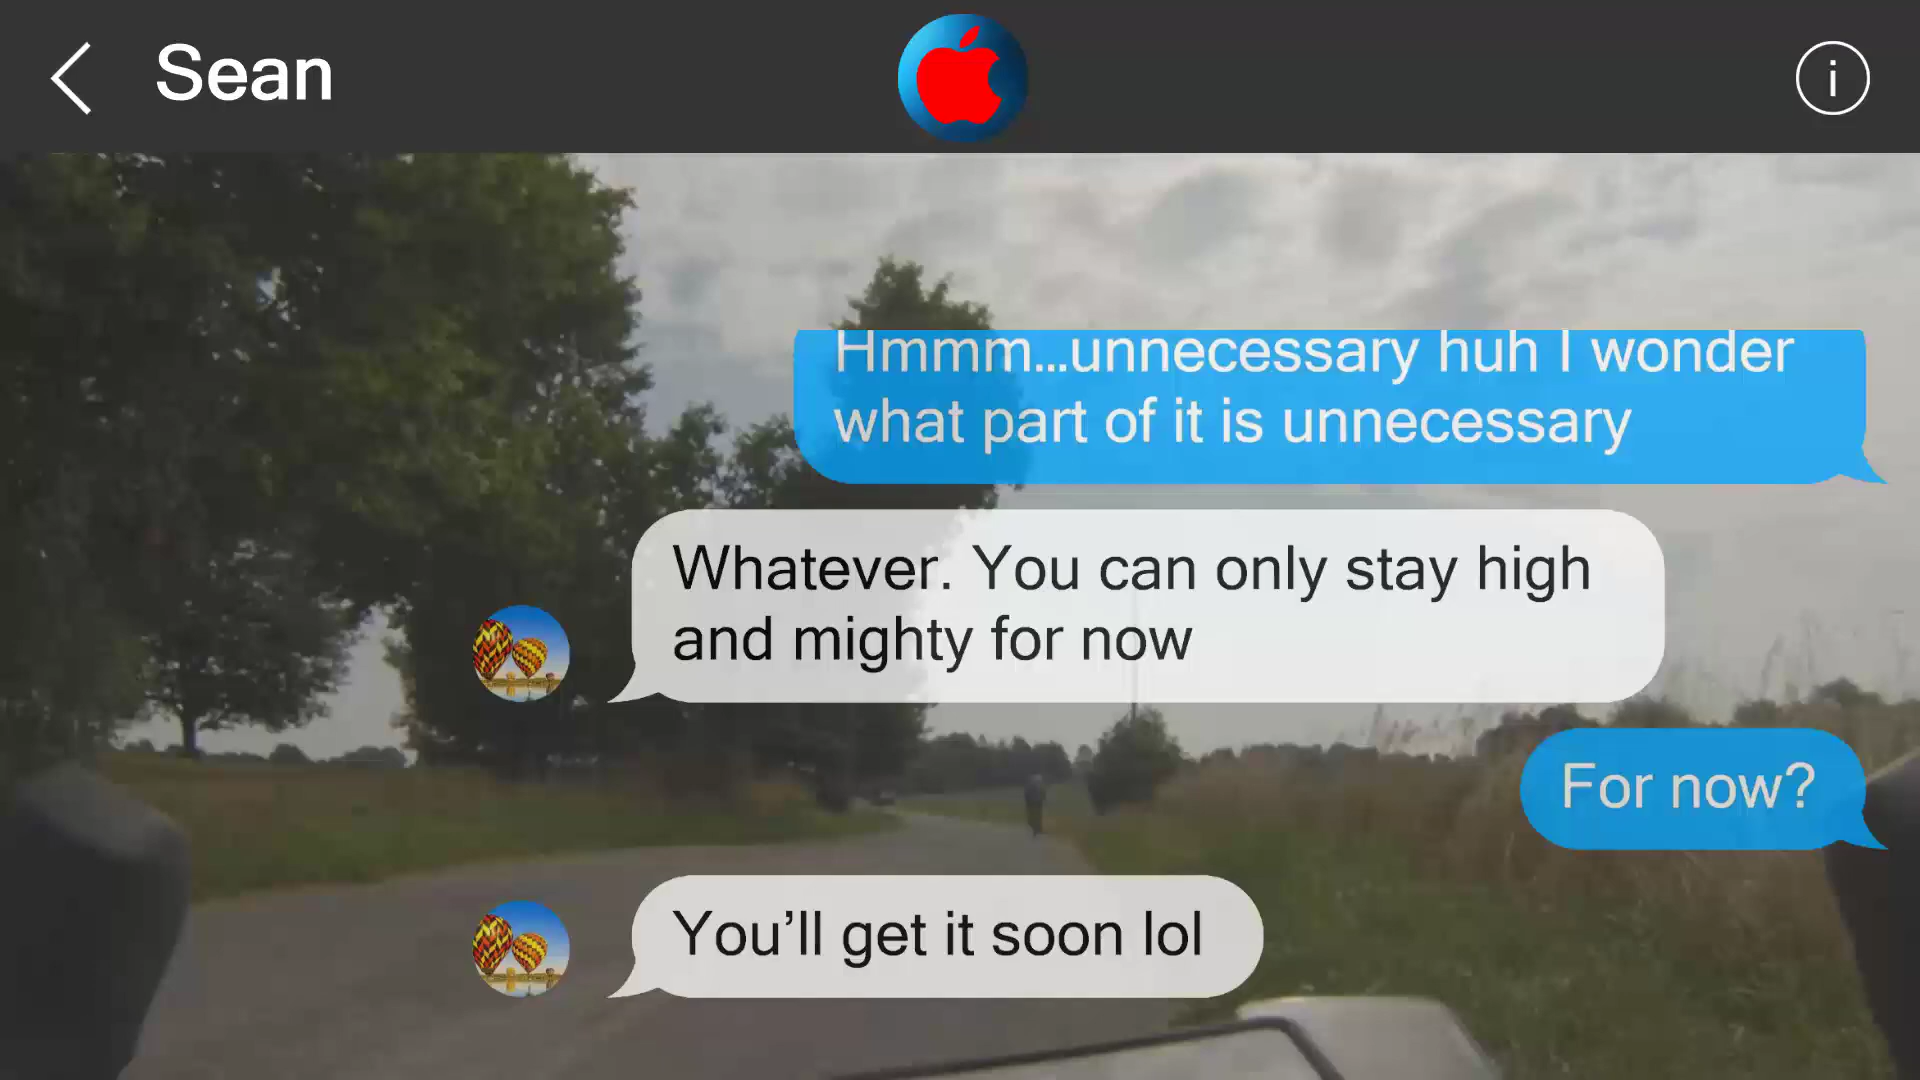 Sean
i
Hmmm...unnecessary huh I wonder
what part of it is unnecessary
Whatever. You can only stay high
and mighty for now
For now?
You’ll get it soon lol